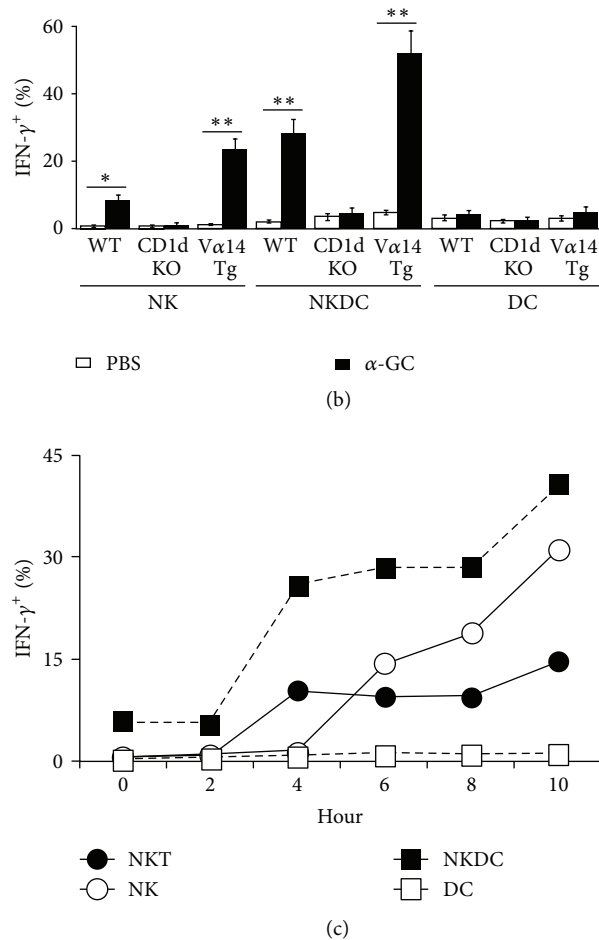 60
40
20
0
IFN-γ+ (%)
*
**
**
**
WT
CD1d
KO
Vα14
Tg
WT
CD1d
KO
Vα14
Tg
WT
CD1d
KO
Vα14
Tg
NK
NKDC
DC
PBS
α-GC
(b)
45
30
15
0
IFN-γ+ (%)
0 2 4 6 8 10
Hour
NKT
NKDC
NK
DC
(c)